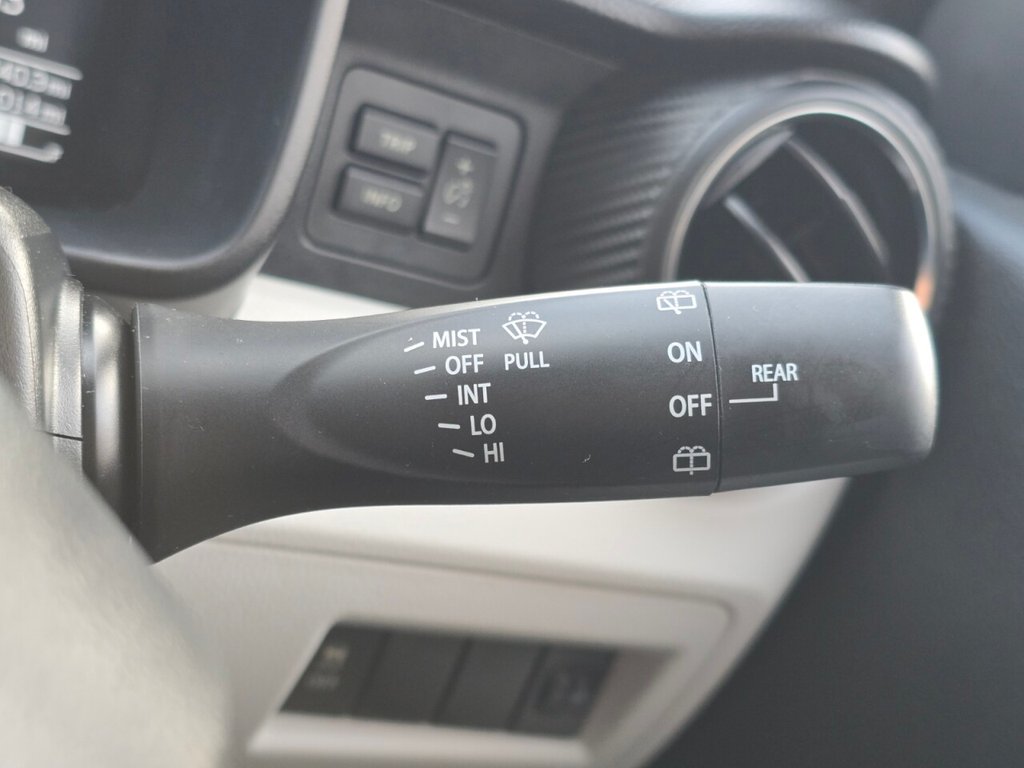 TRIP
INFO
+
-
MIST
OFF
INT
LO
HI
PULL
ON
OFF
REAR